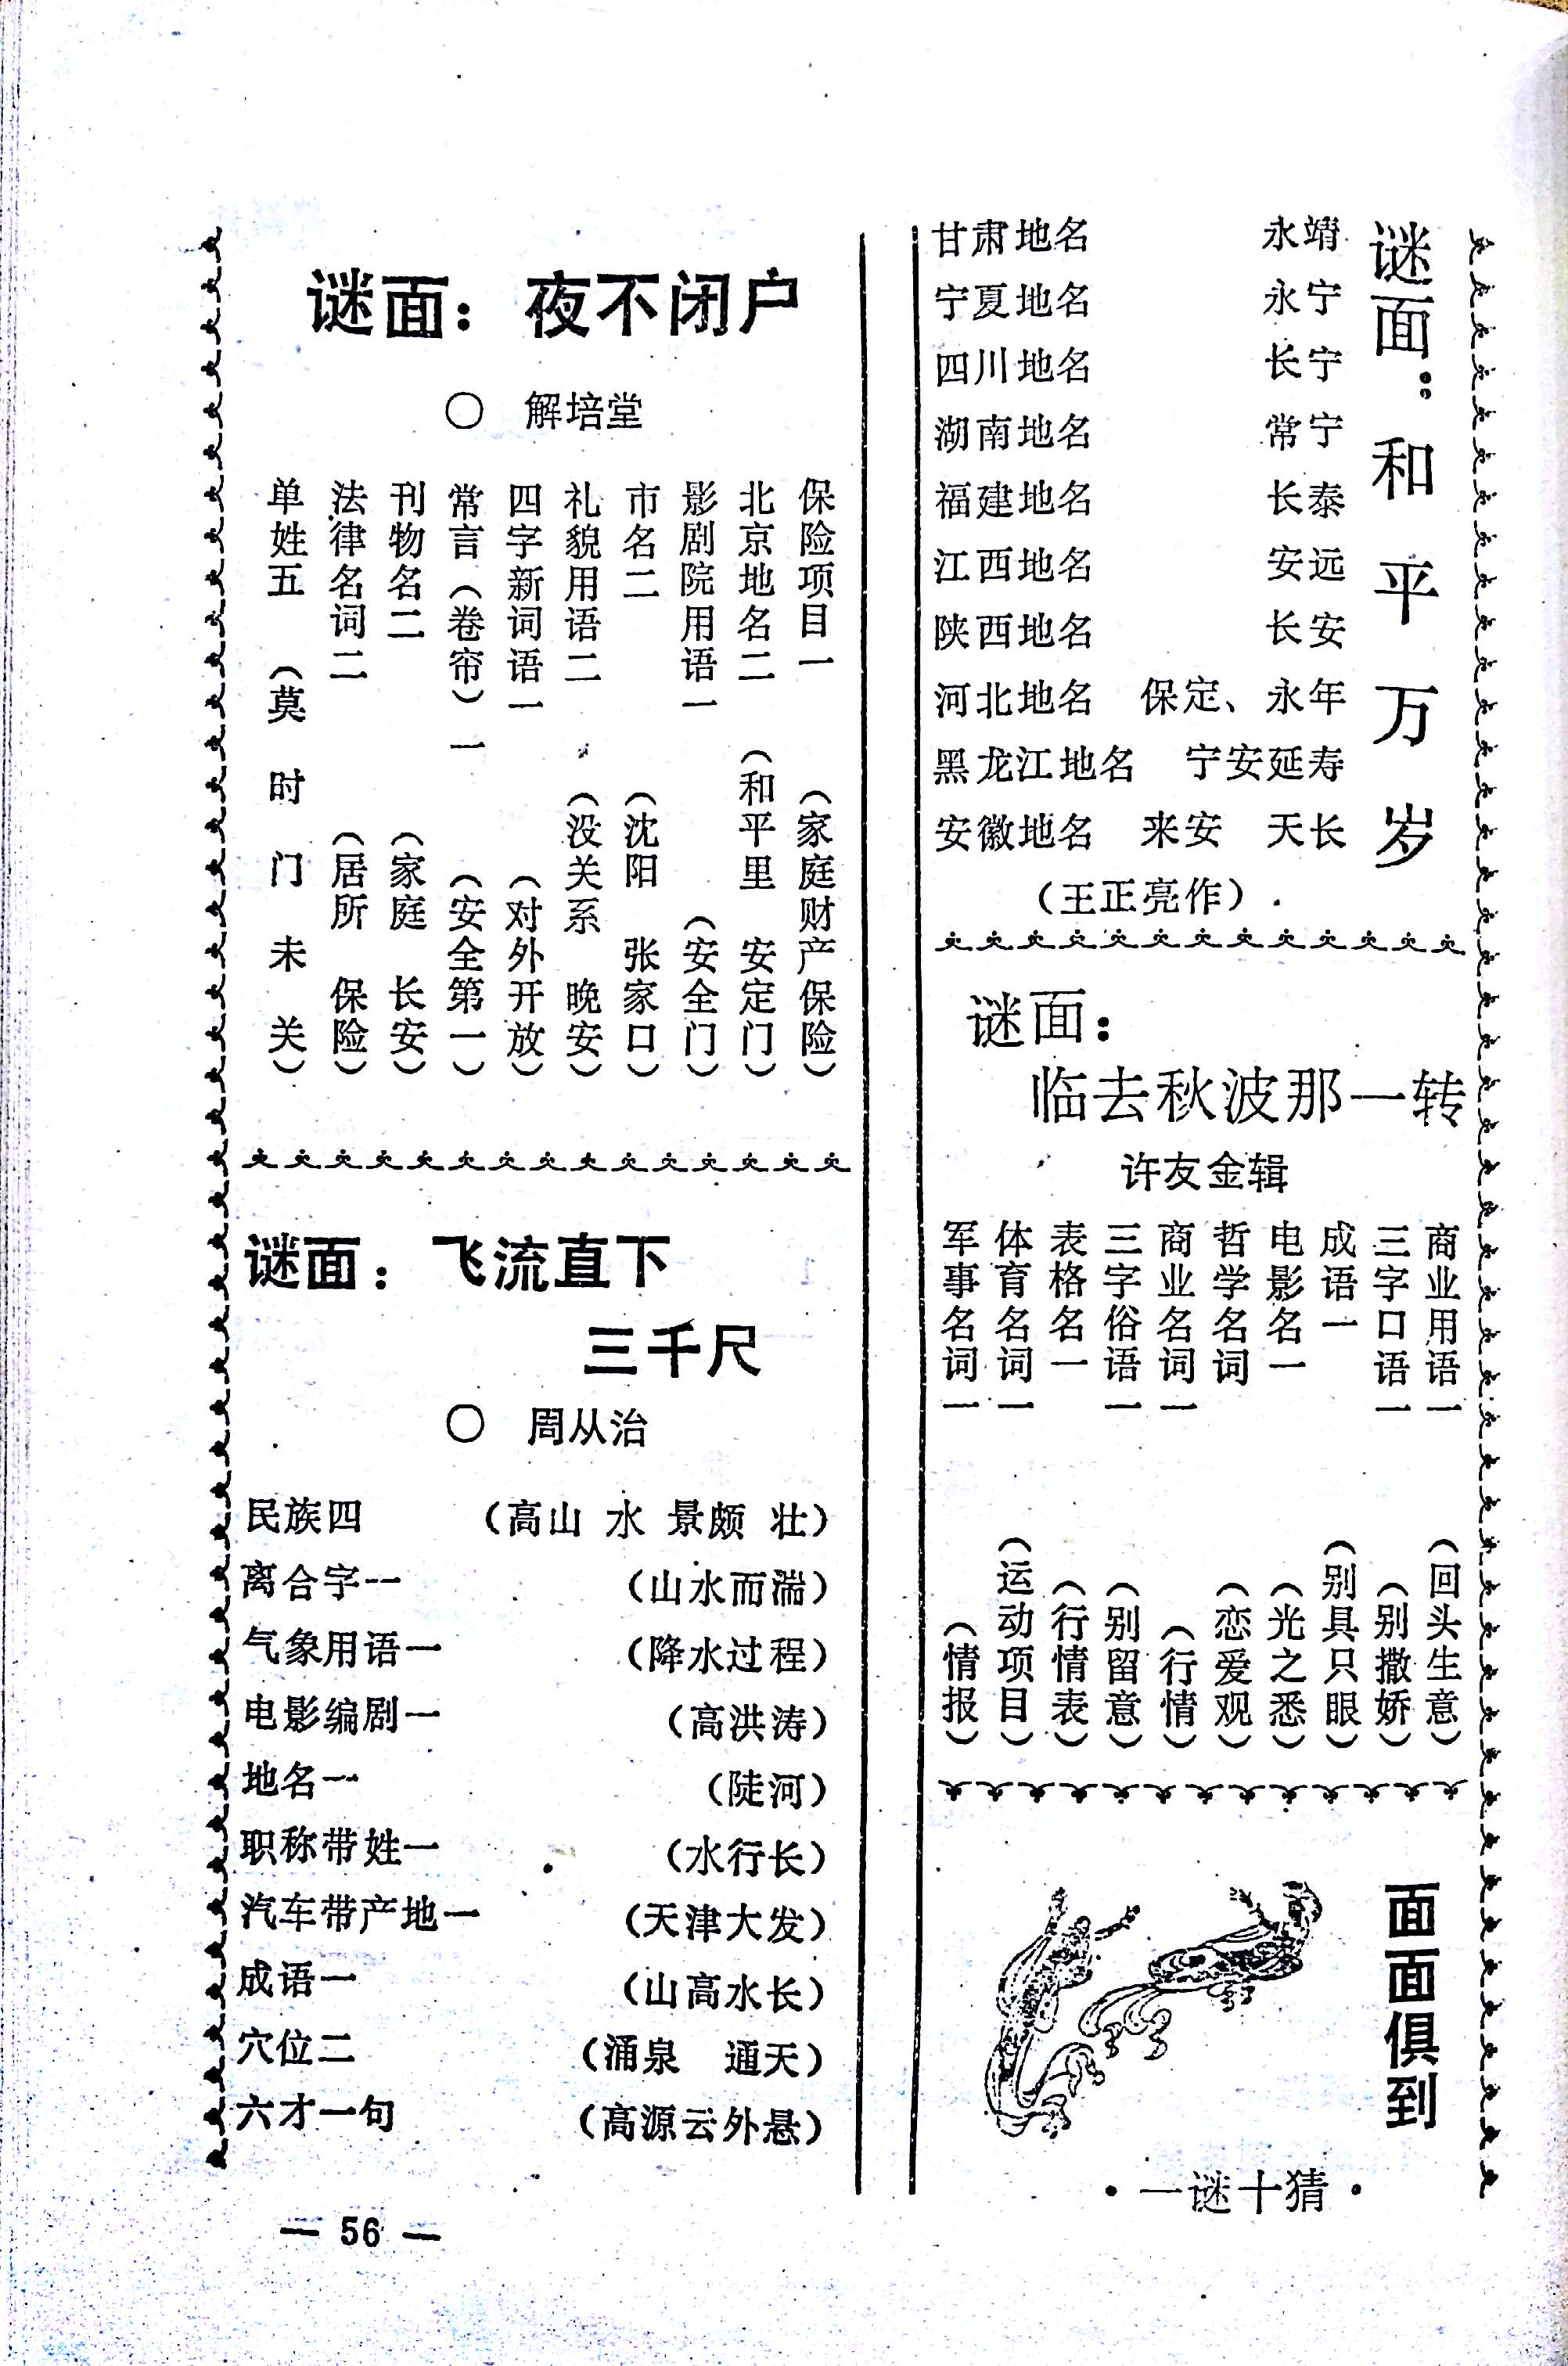 谜面：夜不闭户
○ 解培堂
保险项目一 （家庭财产保险）
北京地名二 （和平里 安定门）
影剧院用语一 （安全门）
市名二 （沈阳 张家口）
礼貌用语二 （没关系 晚安）
四字新词语一 （对外开放）
常言（卷帘）一 （安全第一）
刊物名二 （家庭 长安）
法律名词二 （居所 保险）
单姓五 （莫 时 门 未 关）
谜面：飞流直下
三千尺
○ 周从治
民族四 （高山 水 景颇 壮）
离合字一 （山水而湍）
气象用语一 （降水过程）
电影编剧一 （高洪涛）
地名一 （陡河）
职称带姓一 （水行长）
汽车带产地一 （天津大发）
成语一 （山高水长）
穴位二 （涌泉 通天）
六才一句 （高源云外悬）
— 56 —
谜面：和平万岁
甘肃地名 永靖
宁夏地名 永宁
四川地名 长宁
湖南地名 常宁
福建地名 长泰
江西地名 安远
陕西地名 长安
河北地名 保定、永年
黑龙江地名 宁安延寿
安徽地名 来安 天长
（王正亮作）
谜面：
临去秋波那一转
许友金辑
商业用语一 （回头生意）
三字口语一 （别撒娇）
成语一 （别具只眼）
电影名一 （光之悉）
哲学名词 （恋爱观）
商业名词一 （行情）
三字俗语一 （别留意）
表格名一 （行情表）
体育名词一 （运动项目）
军事名词一 （情报）
面面俱到
·一谜十猜·